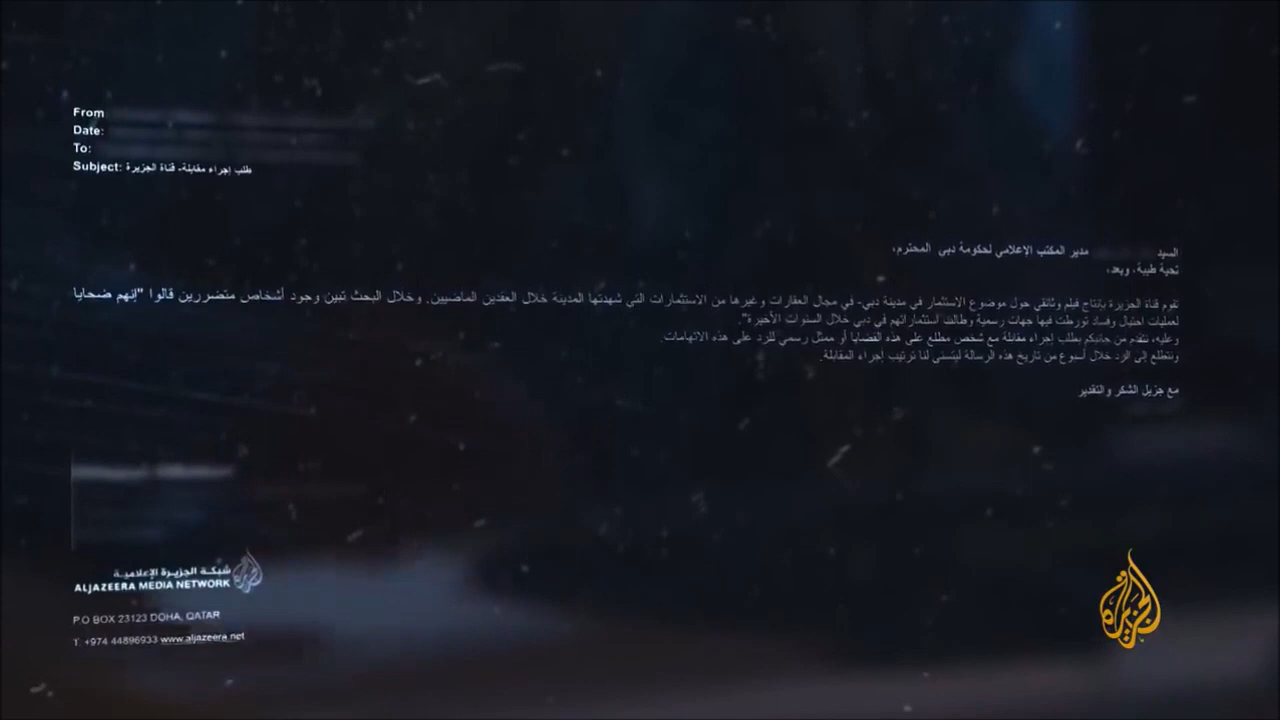 From
Date:
To:
Subject: طلب إجراء مقابلة- قناة الجزيرة
السيد مدير المكتب الإعلامي لحكومة دبي المحترم،
تحية طيبة، وبعد،
تقوم قناة الجزيرة بإنتاج فيلم وثائقي حول موضوع الاستثمار في مدينة دبي- في مجال العقارات وغيرها من الاستثمارات التي شهدتها المدينة خلال العقدين الماضيين. وخلال البحث تبين وجود أشخاص متضررين قالوا "إنهم ضحايا
لعمليات احتيال وفساد تورطت فيها جهات رسمية وطالت استثماراتهم في دبي خلال السنوات الأخيرة".
وعليه، نتقدم من جانبكم بطلب إجراء مقابلة مع شخص مطلع على هذه القضايا أو ممثل رسمي للرد على هذه الاتهامات.
ونتطلع إلى الرد خلال أسبوع من تاريخ هذه الرسالة ليتسنى لنا ترتيب إجراء المقابلة.
مع جزيل الشكر والتقدير
شبكة الجزيرة الإعلامية
ALJAZEERA MEDIA NETWORK
P.O BOX 23123 DOHA, QATAR
T. +974 44896933 www.aljazeera.net
الجزيرة